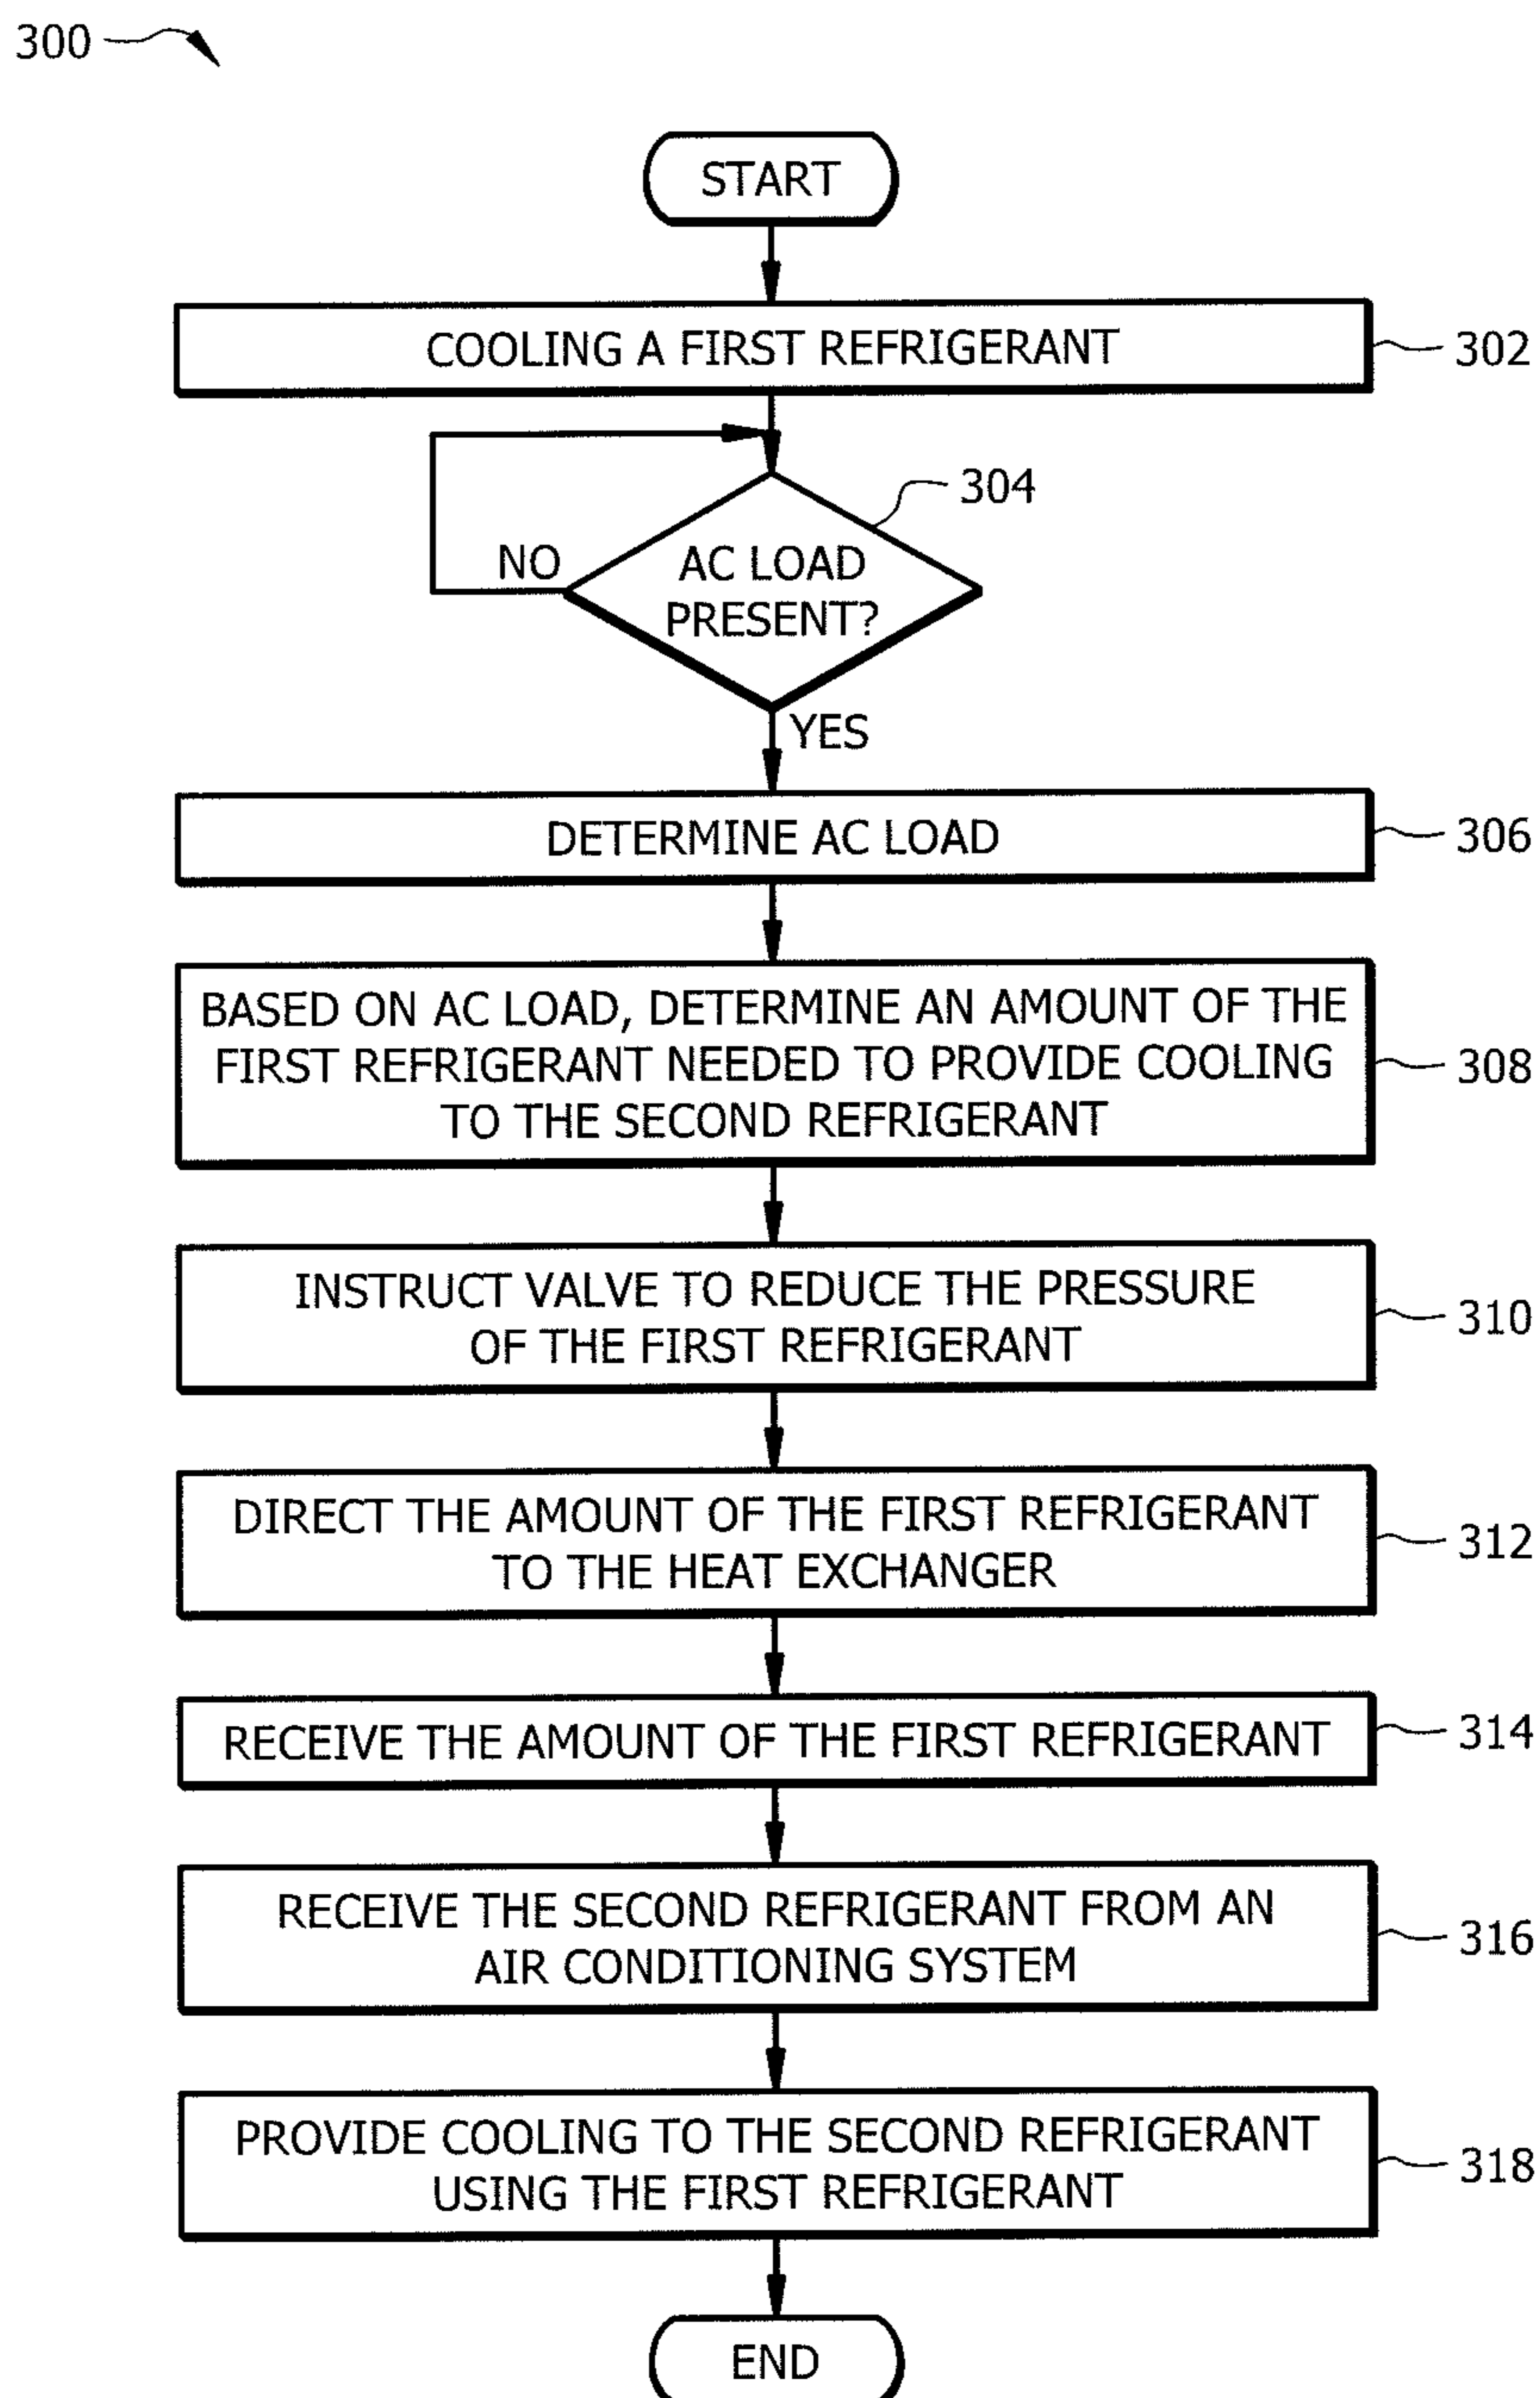 300
START
COOLING A FIRST REFRIGERANT
302
304
NO
AC LOAD
PRESENT?
YES
DETERMINE AC LOAD
306
BASED ON AC LOAD, DETERMINE AN AMOUNT OF THE
FIRST REFRIGERANT NEEDED TO PROVIDE COOLING
TO THE SECOND REFRIGERANT
308
INSTRUCT VALVE TO REDUCE THE PRESSURE
OF THE FIRST REFRIGERANT
310
DIRECT THE AMOUNT OF THE FIRST REFRIGERANT
TO THE HEAT EXCHANGER
312
RECEIVE THE AMOUNT OF THE FIRST REFRIGERANT
314
RECEIVE THE SECOND REFRIGERANT FROM AN
AIR CONDITIONING SYSTEM
316
PROVIDE COOLING TO THE SECOND REFRIGERANT
USING THE FIRST REFRIGERANT
318
END